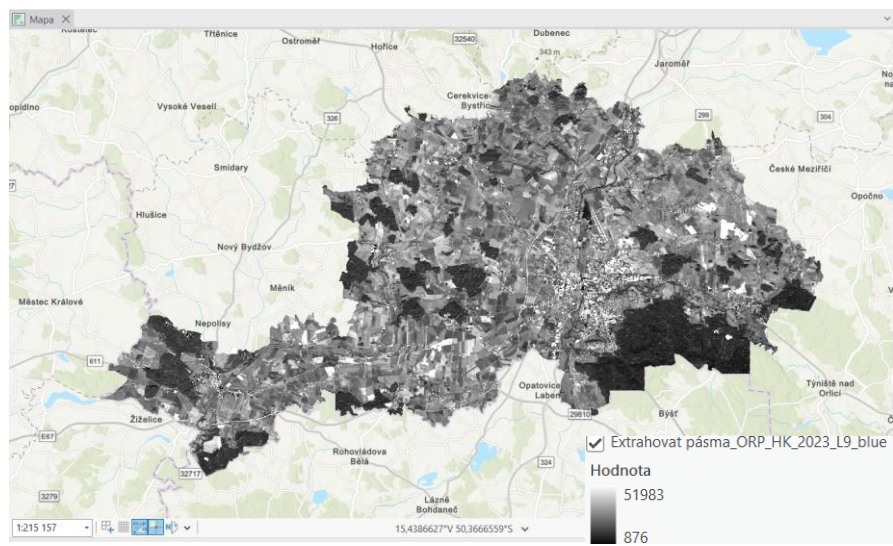 Mapa
Kostelec
Třtěnice
Ostroměř
Hořice
32540
Dubenec
343 m
Jaroměř
opidlno
Vysoké Veselí
326
Cerekvice
Bystřic
299
304
Smidary
České Meziříčí
Opočno
Hlušice
Nový Bydžov
Měník
Městec Králové
Nepolisy
611
Opatovice
Labem
Týniště nad
Orlicí
Žiželice
29810
Býšť
E67
Rohovládova
Bělá
32717
324
3279
Lázně
Bohdaneč
Extrahovat pásma_ORP_HK_2023_L9_blue
Hodnota
51983
876
1:215 157
15,4386627°V 50,3666559°S